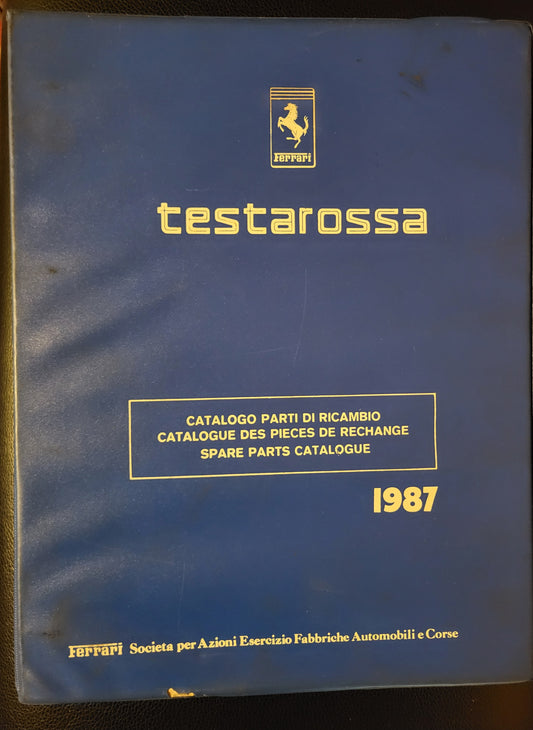 Ferrari
testarossa
CATALOGO PARTI DI RICAMBIO
CATALOGUE DES PIECES DE RECHANGE
SPARE PARTS CATALOGUE
1987
Ferrari Societa per Azioni Esercizio Fabbriche Automobili e Corse